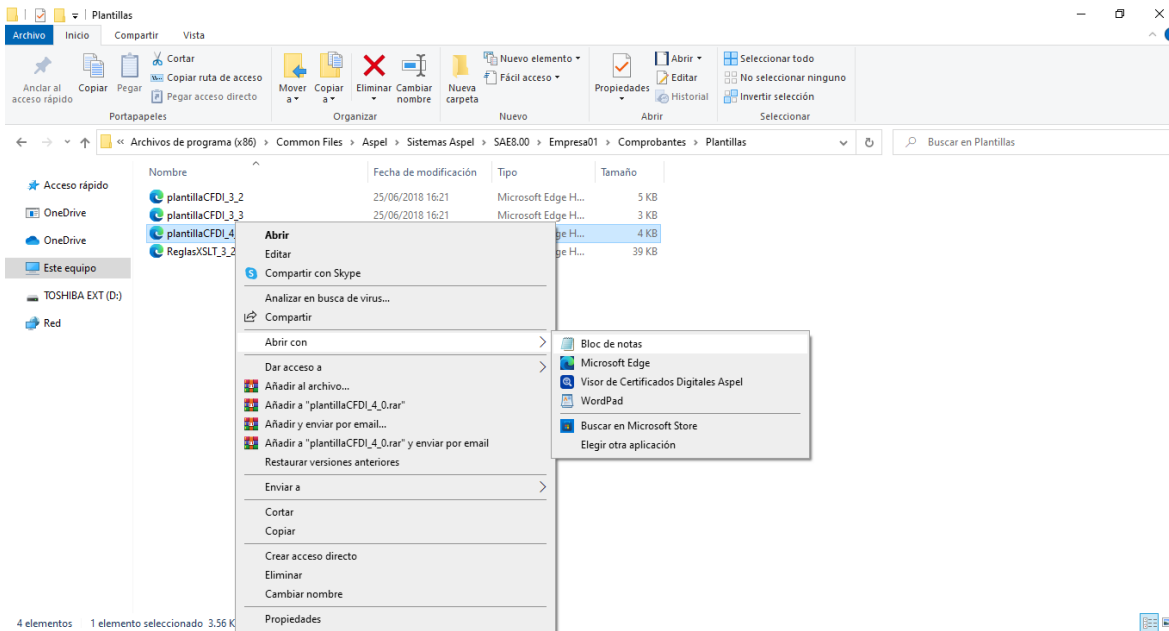 Plantillas
Archivo Inicio Compartir Vista
Anclar al acceso rápido
Copiar
Pegar
Cortar
Copiar ruta de acceso
Pegar acceso directo
Portapapeles
Mover a
Copiar a
Eliminar
Cambiar nombre
Organizar
Nueva carpeta
Nuevo elemento
Fácil acceso
Nuevo
Propiedades
Abrir
Editar
Historial
Abrir
Seleccionar todo
No seleccionar ninguno
Invertir selección
Seleccionar
« Archivos de programa (x86) > Common Files > Aspel > Sistemas Aspel > SAE8.00 > Empresa01 > Comprobantes > Plantillas
Buscar en Plantillas
Acceso rápido
OneDrive
OneDrive
Este equipo
TOSHIBA EXT (D:)
Red
Nombre Fecha de modificación Tipo Tamaño
plantillaCFDI_3_2 25/06/2018 16:21 Microsoft Edge H... 5 KB
plantillaCFDI_3_3 25/06/2018 16:21 Microsoft Edge H... 3 KB
plantillaCFDI_4 ge H... 4 KB
ReglasXSLT_3_2 ge H... 39 KB
Abrir
Editar
Compartir con Skype
Analizar en busca de virus...
Compartir
Abrir con
Dar acceso a
Añadir al archivo...
Añadir a "plantillaCFDI_4_0.rar"
Añadir y enviar por email...
Añadir a "plantillaCFDI_4_0.rar" y enviar por email
Restaurar versiones anteriores
Enviar a
Cortar
Copiar
Crear acceso directo
Eliminar
Cambiar nombre
Propiedades
Bloc de notas
Microsoft Edge
Visor de Certificados Digitales Aspel
WordPad
Buscar en Microsoft Store
Elegir otra aplicación
4 elementos 1 elemento seleccionado 3.56 K